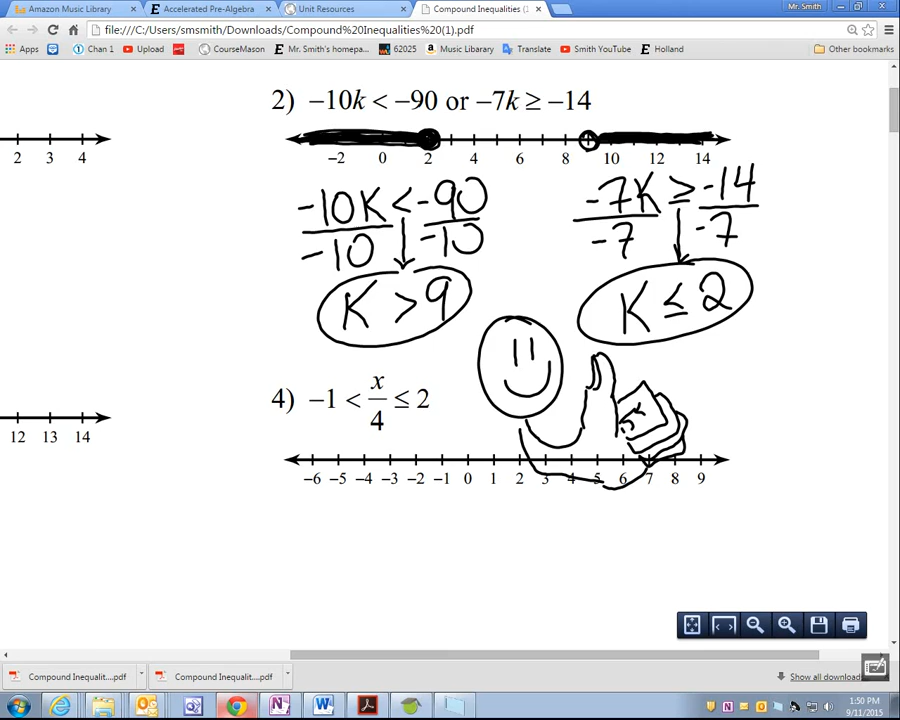 Amazon Music Library
Accelerated Pre-Algebra
Unit Resources
Compound Inequalities (1
Mr. Smith
file:///C:/Users/smsmith/Downloads/Compound%20Inequalities%20(1).pdf
Apps
Chan 1
Upload
CourseMason
Mr. Smith's homepa...
62025
Music Library
Translate
Smith YouTube
Holland
Other bookmarks
2) −10k < −90 or −7k ≥ −14
2 3 4
−2 0 2 4 6 8 10 12 14
-10K < -90
-10 -10
K > 9
-7K ≥ -14
-7 -7
K ≤ 2
4) −1 < x/4 ≤ 2
12 13 14
−6 −5 −4 −3 −2 −1 0 1 2 3 4 5 6 7 8 9
Compound Inequalit....pdf
Compound Inequalit....pdf
Show all download
1:50 PM
9/11/2015